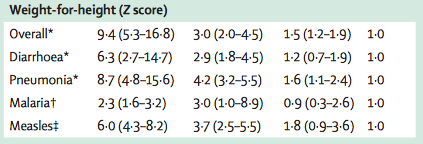 Weight-for-height (Z score)
Overall* 9·4 (5·3–16·8) 3·0 (2·0–4·5) 1·5 (1·2–1·9) 1·0
Diarrhoea* 6·3 (2·7–14·7) 2·9 (1·8–4·5) 1·2 (0·7–1·9) 1·0
Pneumonia* 8·7 (4·8–15·6) 4·2 (3·2–5·5) 1·6 (1·1–2·4) 1·0
Malaria† 2·3 (1·6–3·2) 3·0 (1·0–8·9) 0·9 (0·3–2·6) 1·0
Measles‡ 6·0 (4·3–8·2) 3·7 (2·5–5·5) 1·8 (0·9–3·6) 1·0